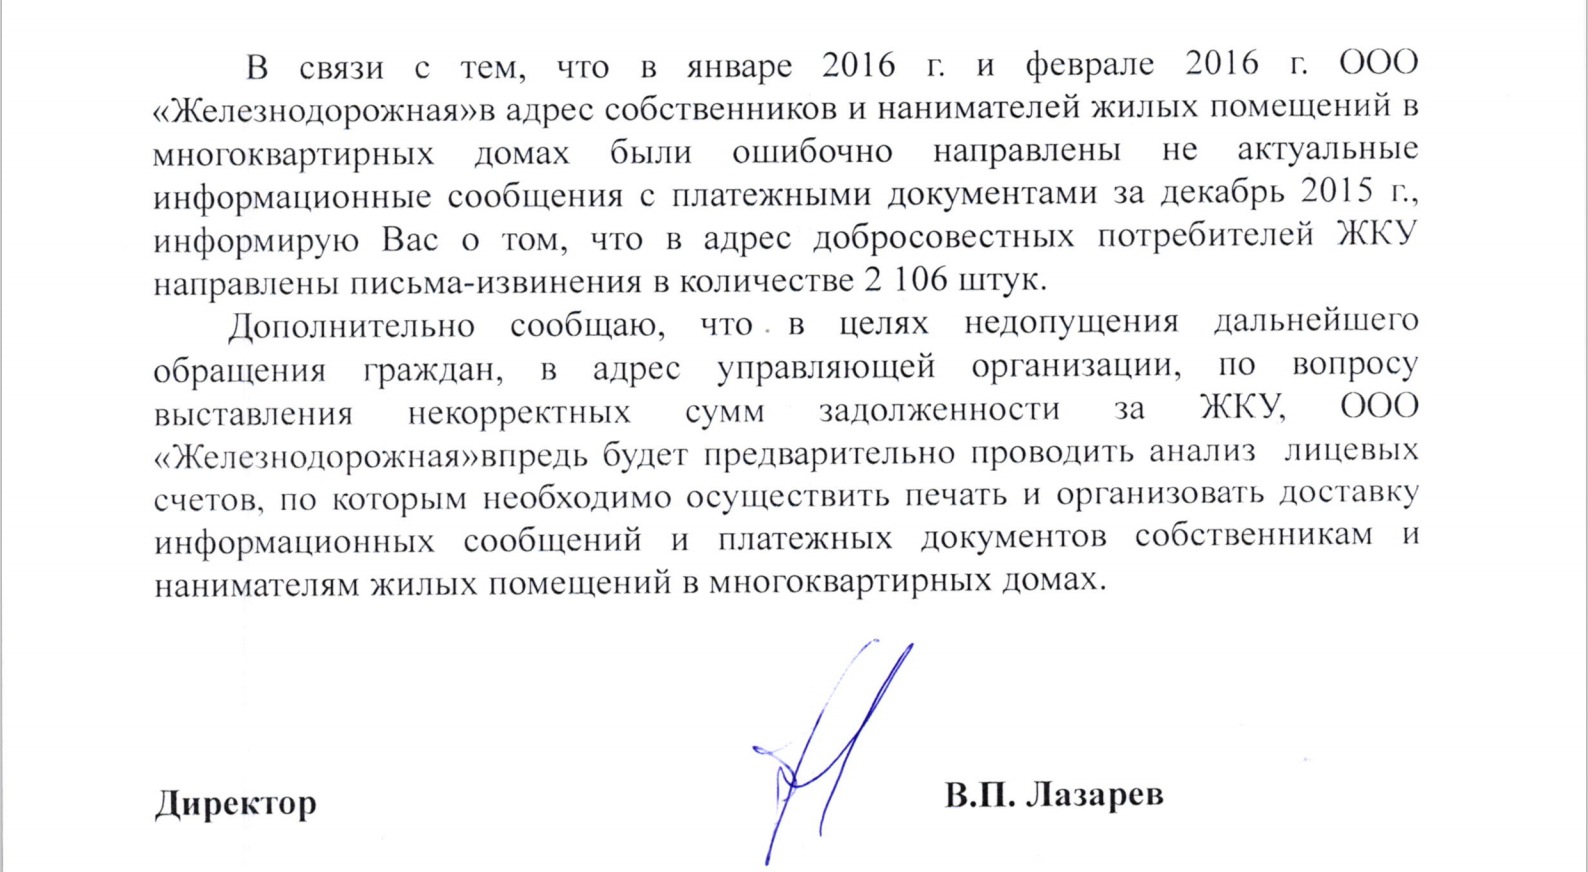 В связи с тем, что в январе 2016 г. и феврале 2016 г. ООО
«Железнодорожная»в адрес собственников и нанимателей жилых помещений в
многоквартирных домах были ошибочно направлены не актуальные
информационные сообщения с платежными документами за декабрь 2015 г.,
информирую Вас о том, что в адрес добросовестных потребителей ЖКУ
направлены письма-извинения в количестве 2 106 штук.
Дополнительно сообщаю, что в целях недопущения дальнейшего
обращения граждан, в адрес управляющей организации, по вопросу
выставления некорректных сумм задолженности за ЖКУ, ООО
«Железнодорожная»впредь будет предварительно проводить анализ лицевых
счетов, по которым необходимо осуществить печать и организовать доставку
информационных сообщений и платежных документов собственникам и
нанимателям жилых помещений в многоквартирных домах.
Директор В.П. Лазарев